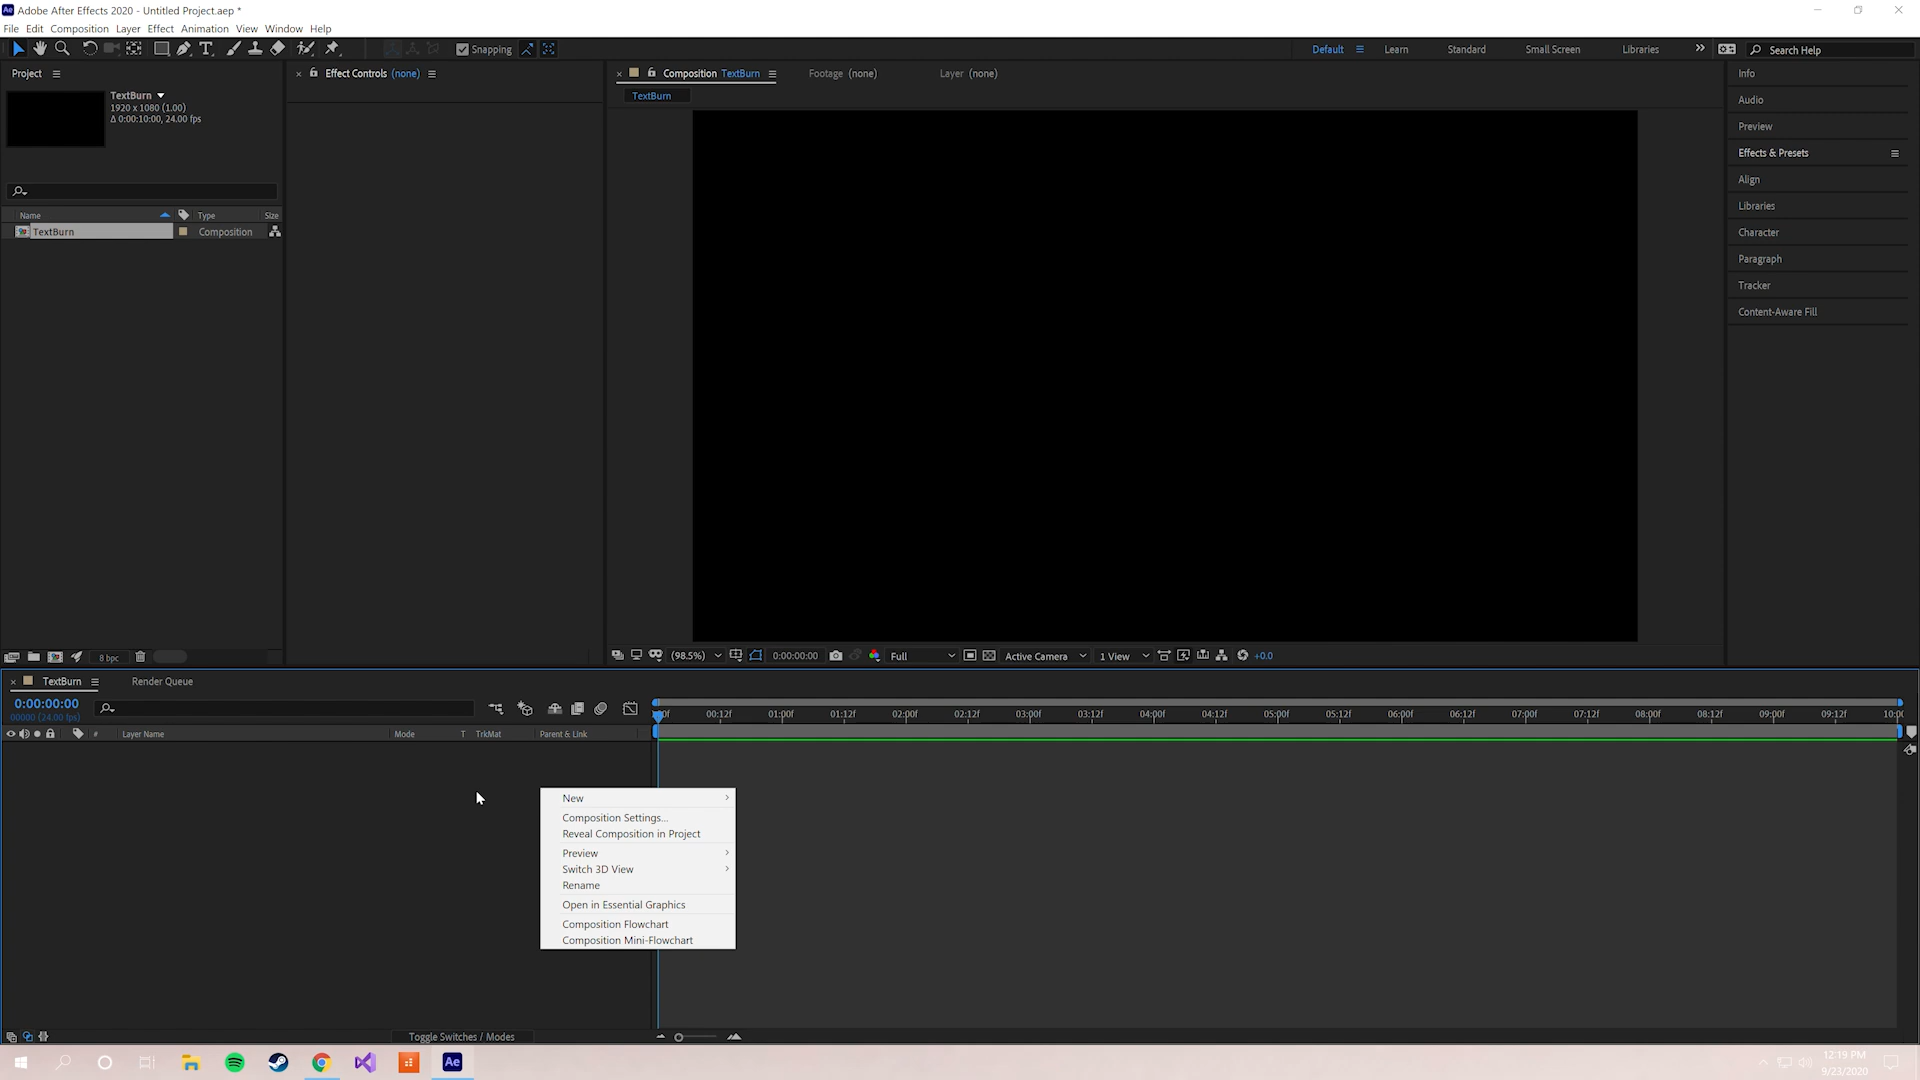 Adobe After Effects 2020 - Untitled Project.aep *
File Edit Composition Layer Effect Animation View Window Help
Snapping
Default Learn Standard Small Screen Libraries Search Help
Project
Effect Controls (none)
Composition TextBurn
Footage (none)
Layer (none)
TextBurn
TextBurn
1920 x 1080 (1.00)
Δ 0:00:10:00, 24.00 fps
Name Type Size
TextBurn Composition
Info
Audio
Preview
Effects & Presets
Align
Libraries
Character
Paragraph
Tracker
Content-Aware Fill
8 bpc
(98.5%) 0:00:00:00 Full Active Camera 1 View +0.0
TextBurn Render Queue
0:00:00:00
00000 (24.00 fps)
00:12f 01:00f 01:12f 02:00f 02:12f 03:00f 03:12f 04:00f 04:12f 05:00f 05:12f 06:00f 06:12f 07:00f 07:12f 08:00f 08:12f 09:00f 09:12f
# Layer Name Mode T TrkMat Parent & Link
New
Composition Settings...
Reveal Composition in Project
Preview
Switch 3D View
Rename
Open in Essential Graphics
Composition Flowchart
Composition Mini-Flowchart
Toggle Switches / Modes
Ae
12:19 PM
9/23/2020